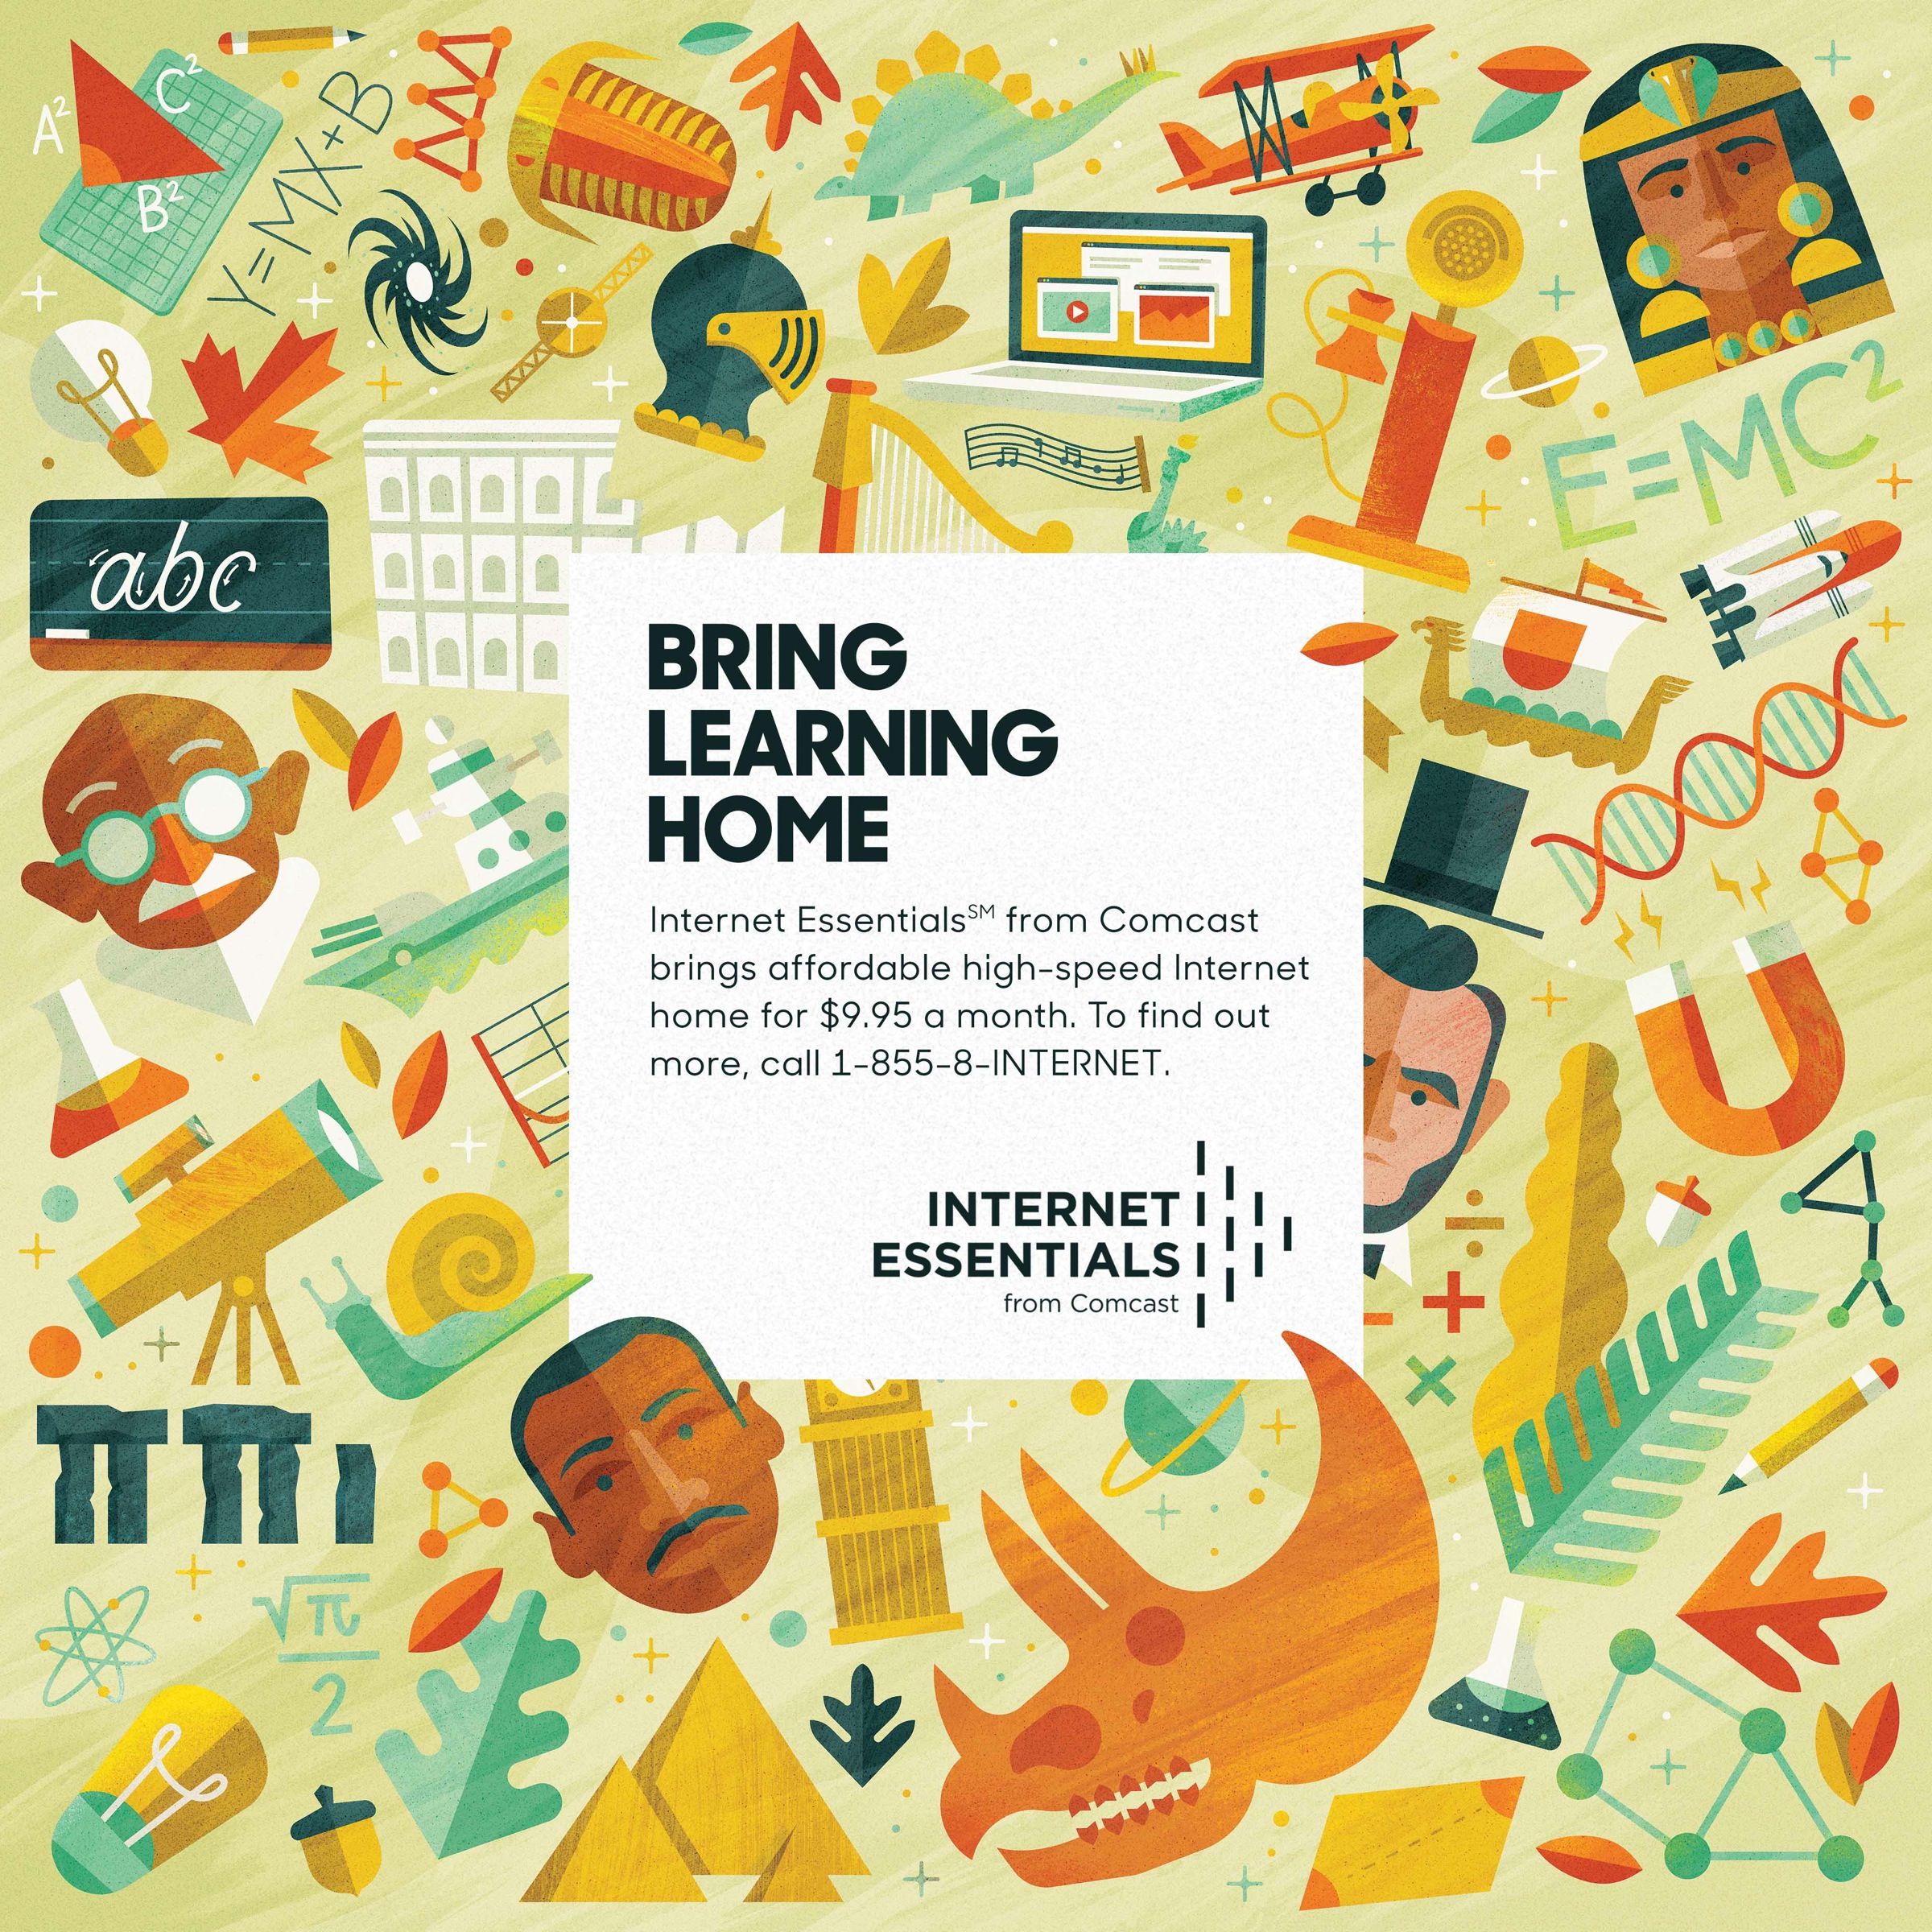 A²
C²
B²
Y=MX+B
E=MC²
abc
BRING
LEARNING
HOME
Internet Essentials℠ from Comcast
brings affordable high-speed Internet
home for $9.95 a month. To find out
more, call 1-855-8-INTERNET.
INTERNET
ESSENTIALS
from Comcast
÷
+
−
×
√π
2